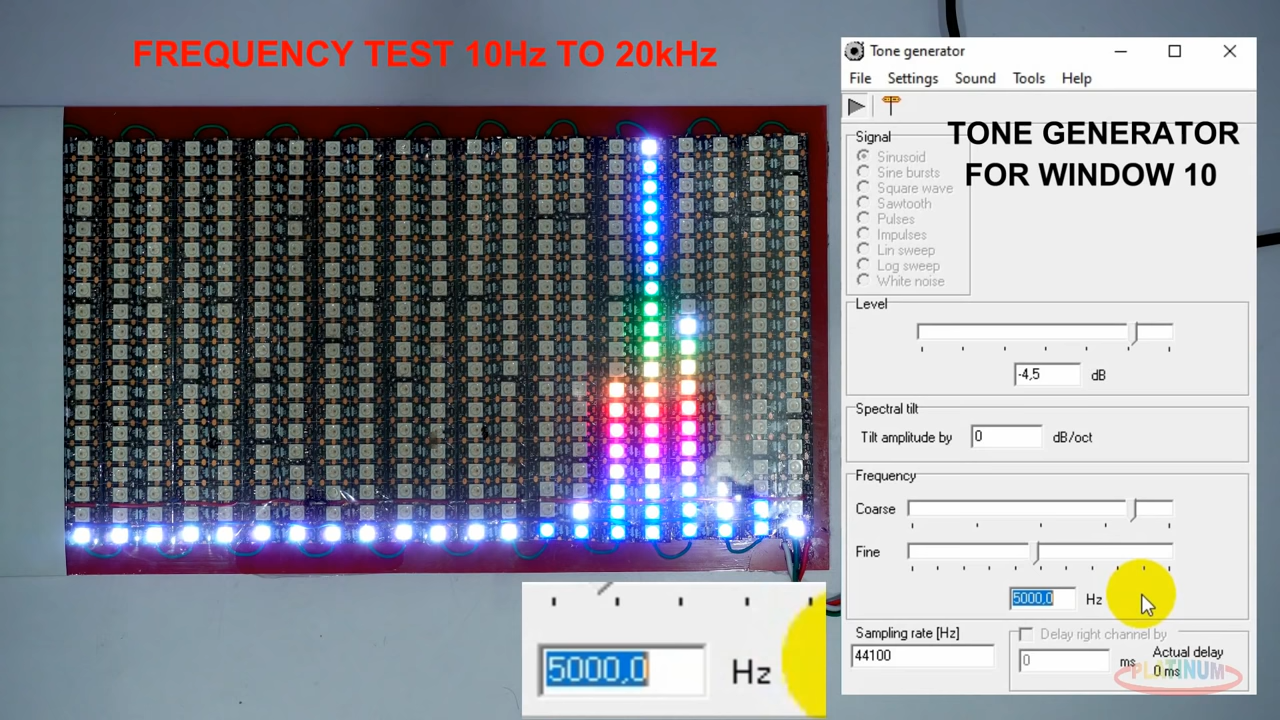 FREQUENCY TEST 10Hz TO 20kHz
Tone generator
File Settings Sound Tools Help
TONE GENERATOR
FOR WINDOW 10
Signal
Sinusoid
Sine bursts
Square wave
Sawtooth
Pulses
Impulses
Lin sweep
Log sweep
White noise
Level
-4,5 dB
Spectral tilt
Tilt amplitude by 0 dB/oct
Frequency
Coarse
Fine
5000,0 Hz
Sampling rate [Hz]
44100
Delay right channel by
0 ms
Actual delay
0 ms
PLATINUM
5000,0 Hz